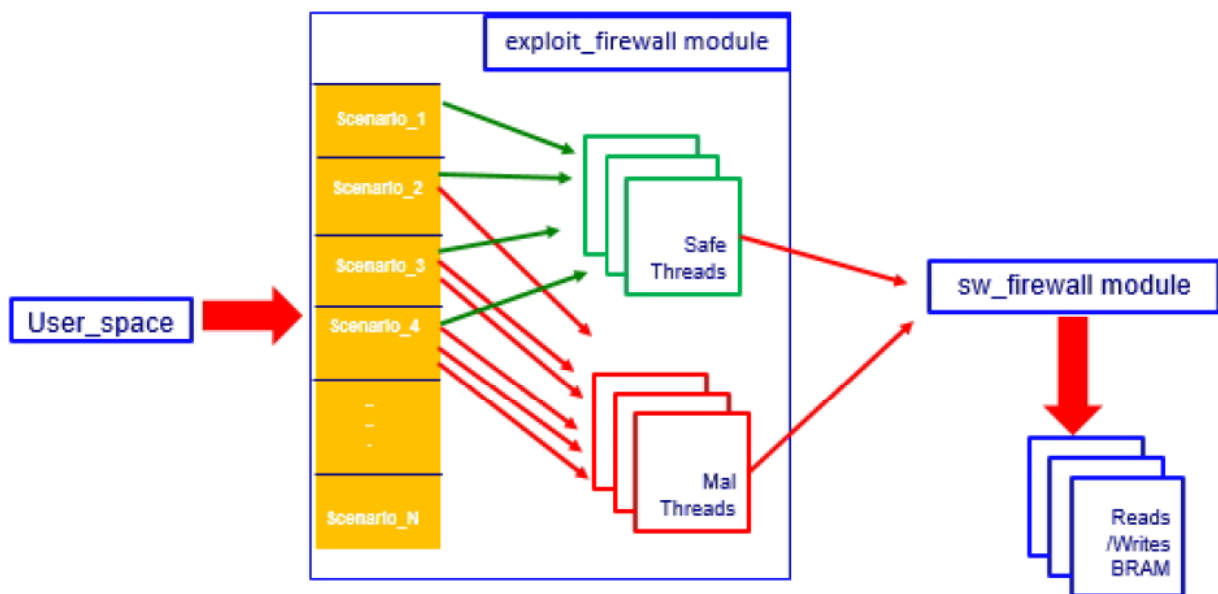 exploit_firewall module
Scenario_1
Scenario_2
Scenario_3
Scenario_4
Scenario_N
User_space
Safe
Threads
Mal
Threads
sw_firewall module
Reads
/Writes
BRAM